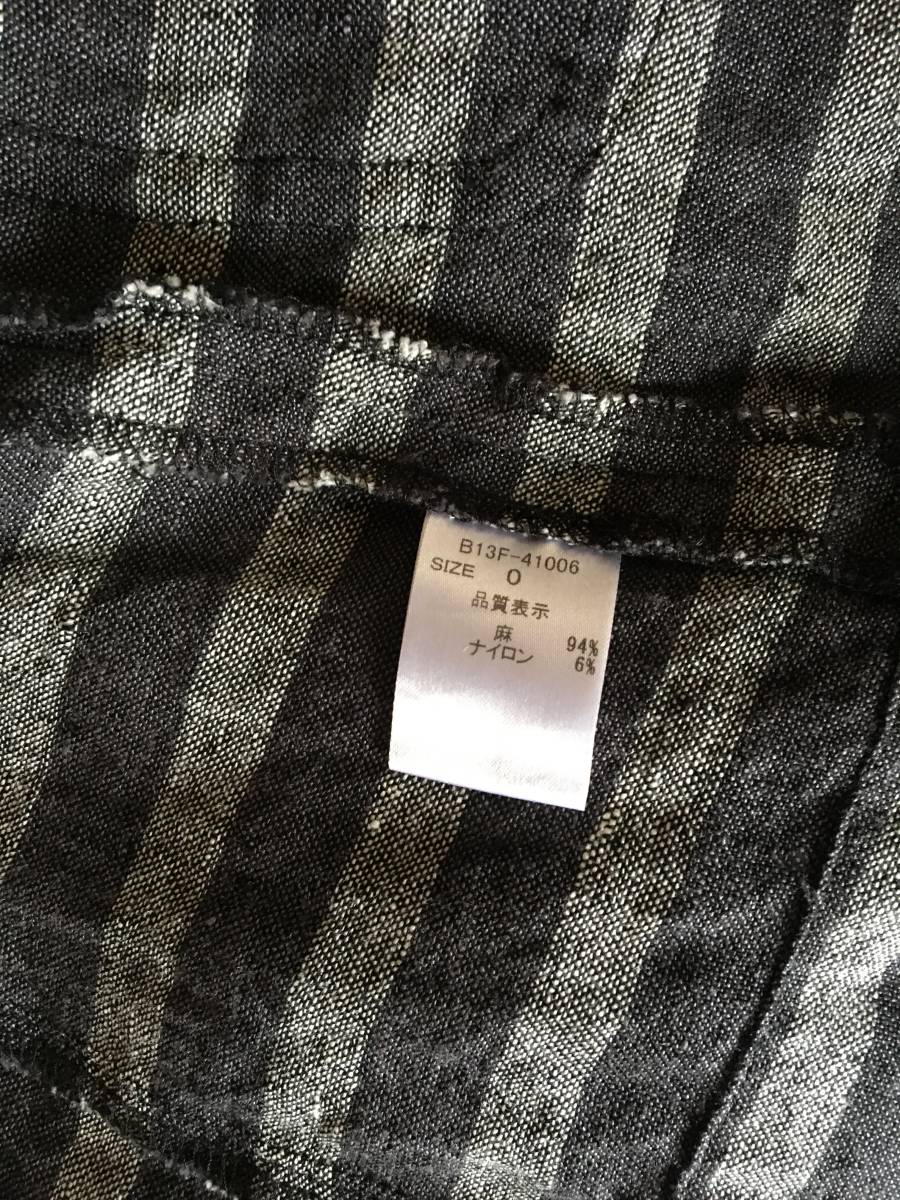 B13F-41006
SIZE 0
品質表示
麻 94%
ナイロン 6%